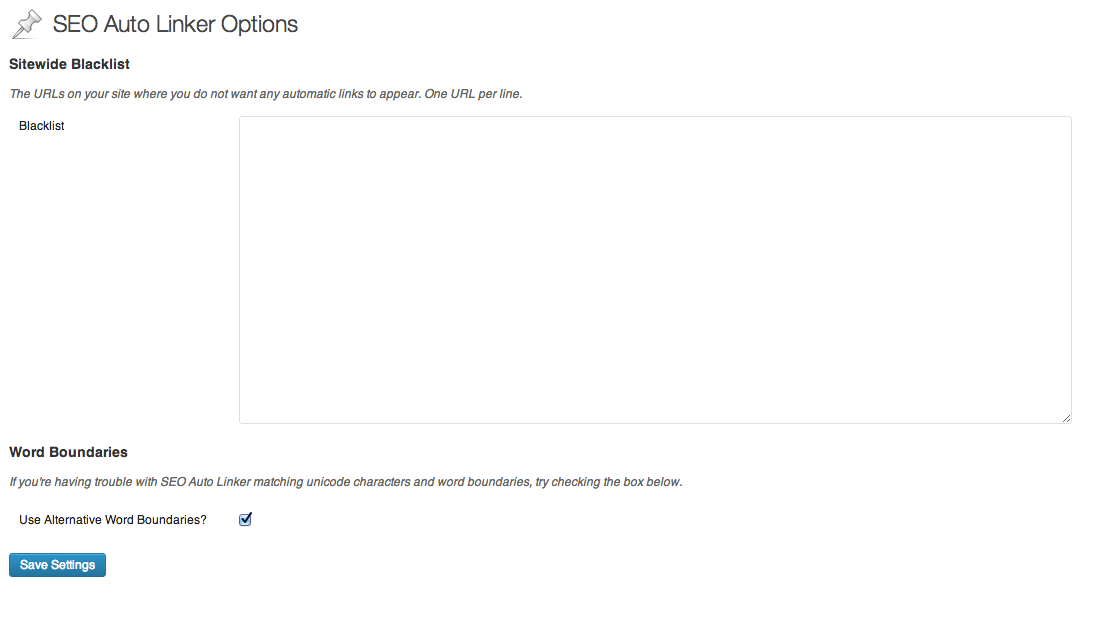 SEO Auto Linker Options
Sitewide Blacklist
The URLs on your site where you do not want any automatic links to appear. One URL per line.
Blacklist
Word Boundaries
If you're having trouble with SEO Auto Linker matching unicode characters and word boundaries, try checking the box below.
Use Alternative Word Boundaries?
Save Settings